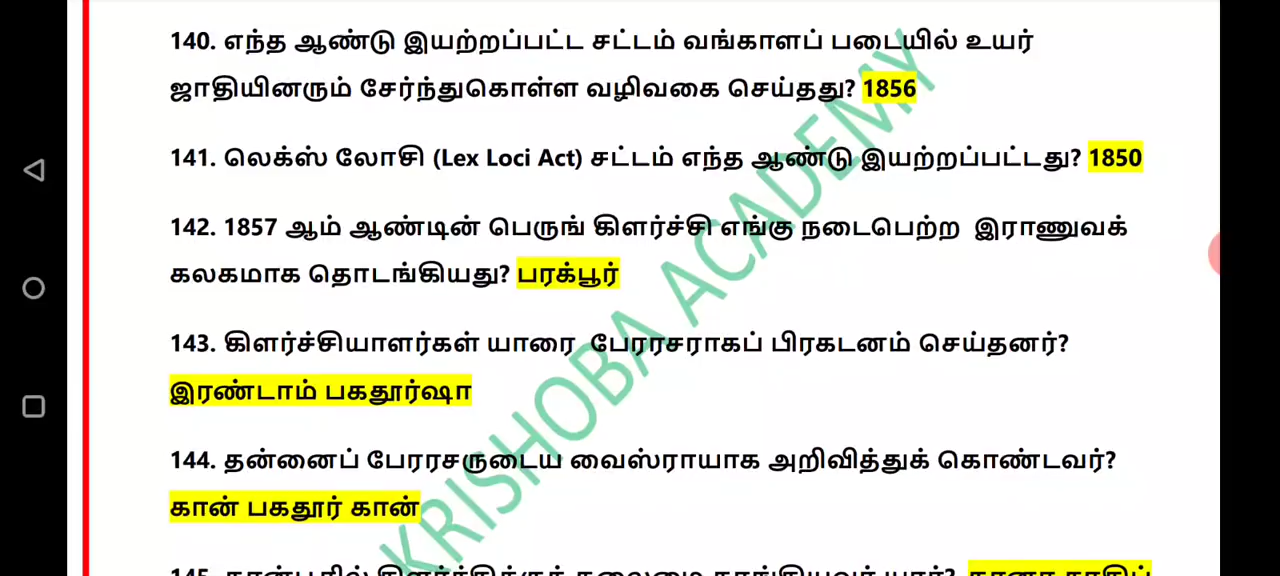 140. எந்த ஆண்டு இயற்றப்பட்ட சட்டம் வங்காளப் படையில் உயர்
ஜாதியினரும் சேர்ந்துகொள்ள வழிவகை செய்தது? 1856
141. லெக்ஸ் லோசி (Lex Loci Act) சட்டம் எந்த ஆண்டு இயற்றப்பட்டது? 1850
142. 1857 ஆம் ஆண்டின் பெருங் கிளர்ச்சி எங்கு நடைபெற்ற இராணுவக்
கலகமாக தொடங்கியது? பரக்பூர்
143. கிளர்ச்சியாளர்கள் யாரை பேரரசராகப் பிரகடனம் செய்தனர்?
இரண்டாம் பகதூர்ஷா
144. தன்னைப் பேரரசருடைய வைஸ்ராயாக அறிவித்துக் கொண்டவர்?
கான் பகதூர் கான்
KRISHOBA ACADEMY